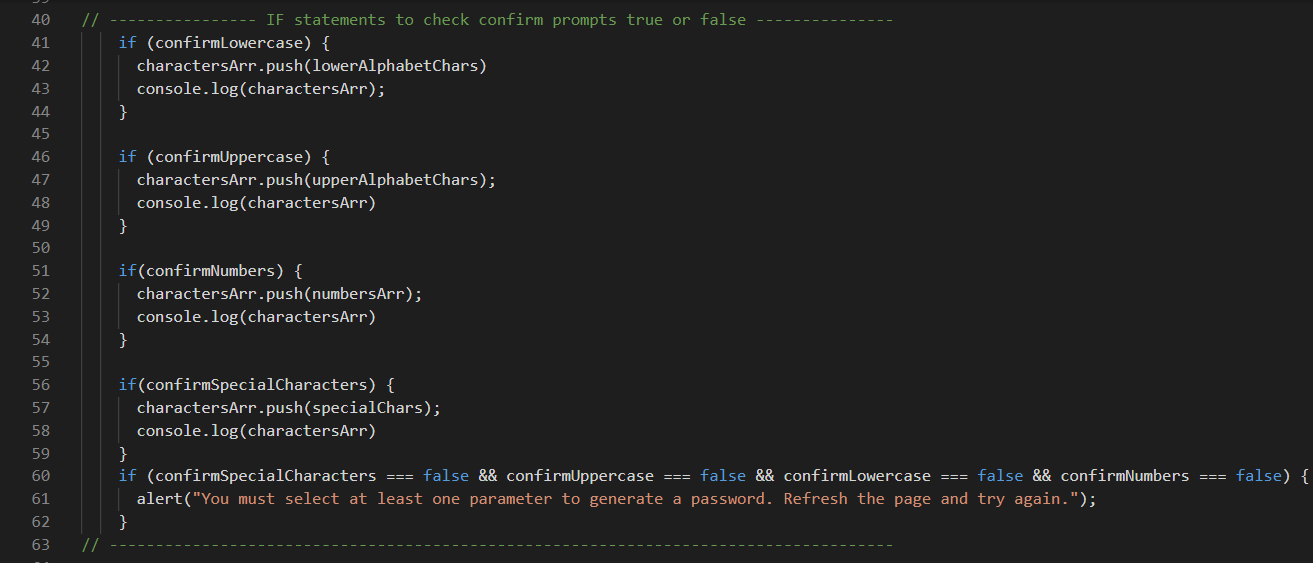 40 // ---------------- IF statements to check confirm prompts true or false ---------------
41 if (confirmLowercase) {
42 charactersArr.push(lowerAlphabetChars)
43 console.log(charactersArr);
44 }
45
46 if (confirmUppercase) {
47 charactersArr.push(upperAlphabetChars);
48 console.log(charactersArr)
49 }
50
51 if(confirmNumbers) {
52 charactersArr.push(numbersArr);
53 console.log(charactersArr)
54 }
55
56 if(confirmSpecialCharacters) {
57 charactersArr.push(specialChars);
58 console.log(charactersArr)
59 }
60 if (confirmSpecialCharacters === false && confirmUppercase === false && confirmLowercase === false && confirmNumbers === false) {
61 alert("You must select at least one parameter to generate a password. Refresh the page and try again.");
62 }
63 // -------------------------------------------------------------------------------------